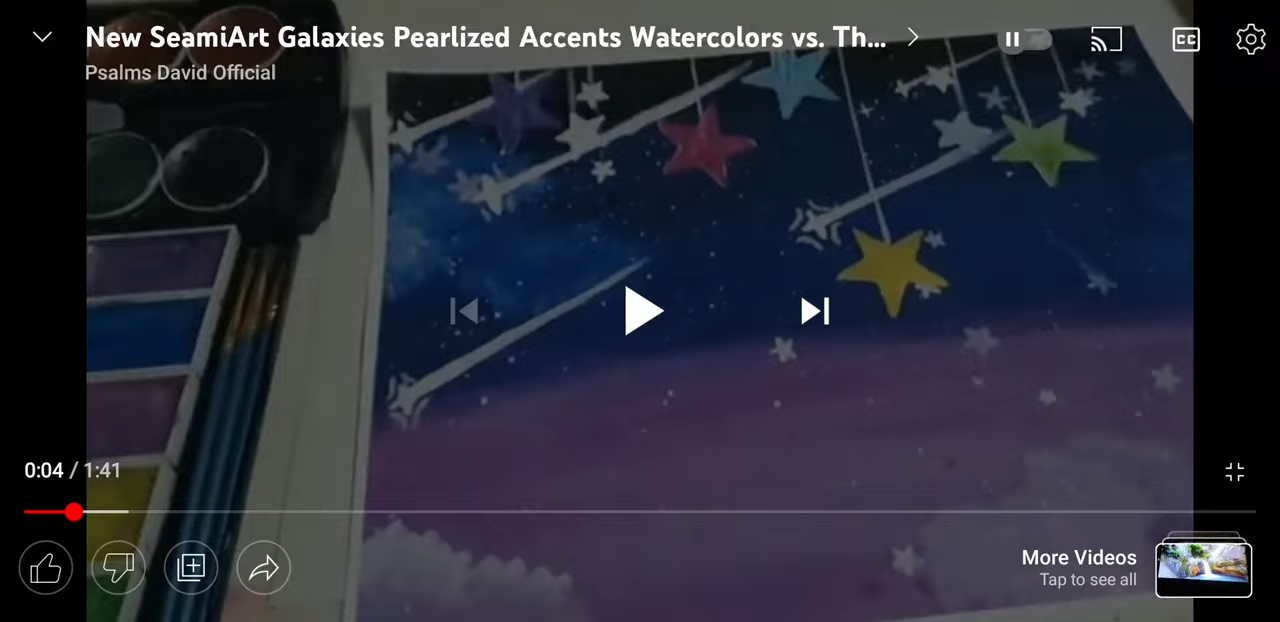 New SeamiArt Galaxies Pearlized Accents Watercolors vs. Th...
Psalms David Official
CC
0:04 / 1:41
More Videos
Tap to see all